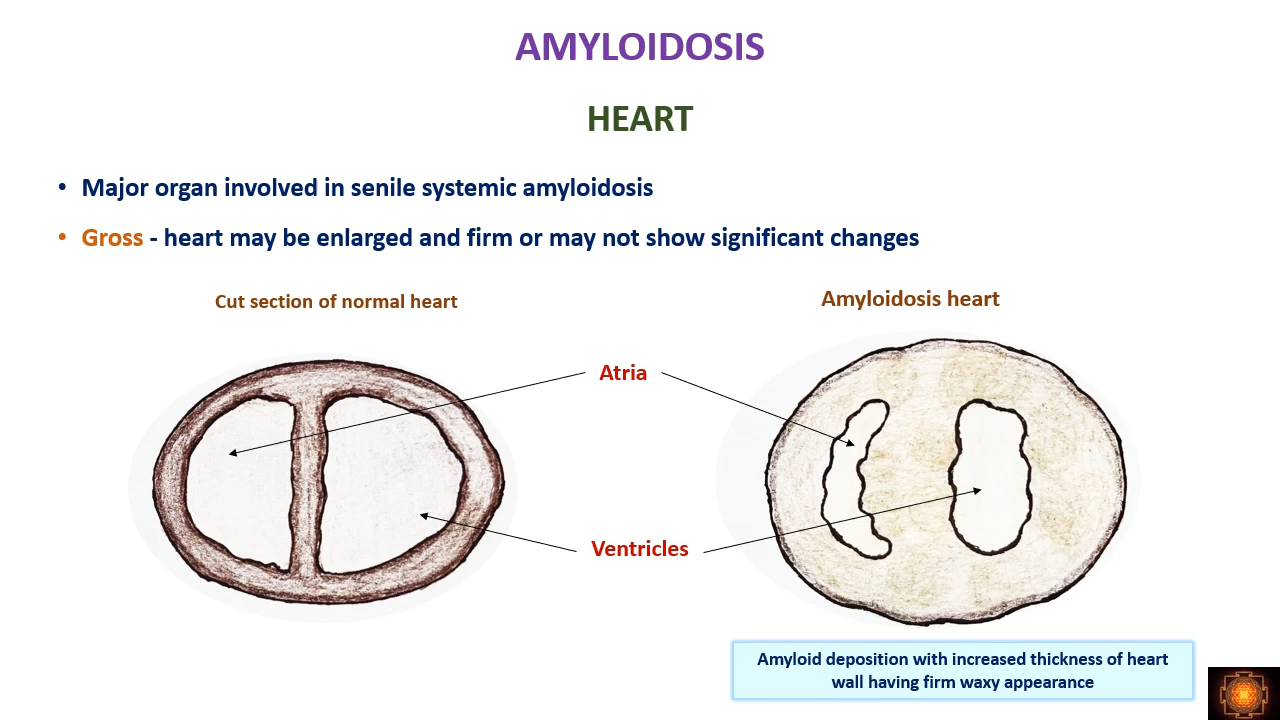 AMYLOIDOSIS
HEART
• Major organ involved in senile systemic amyloidosis
• Gross - heart may be enlarged and firm or may not show significant changes
Cut section of normal heart
Amyloidosis heart
Atria
Ventricles
Amyloid deposition with increased thickness of heart
wall having firm waxy appearance